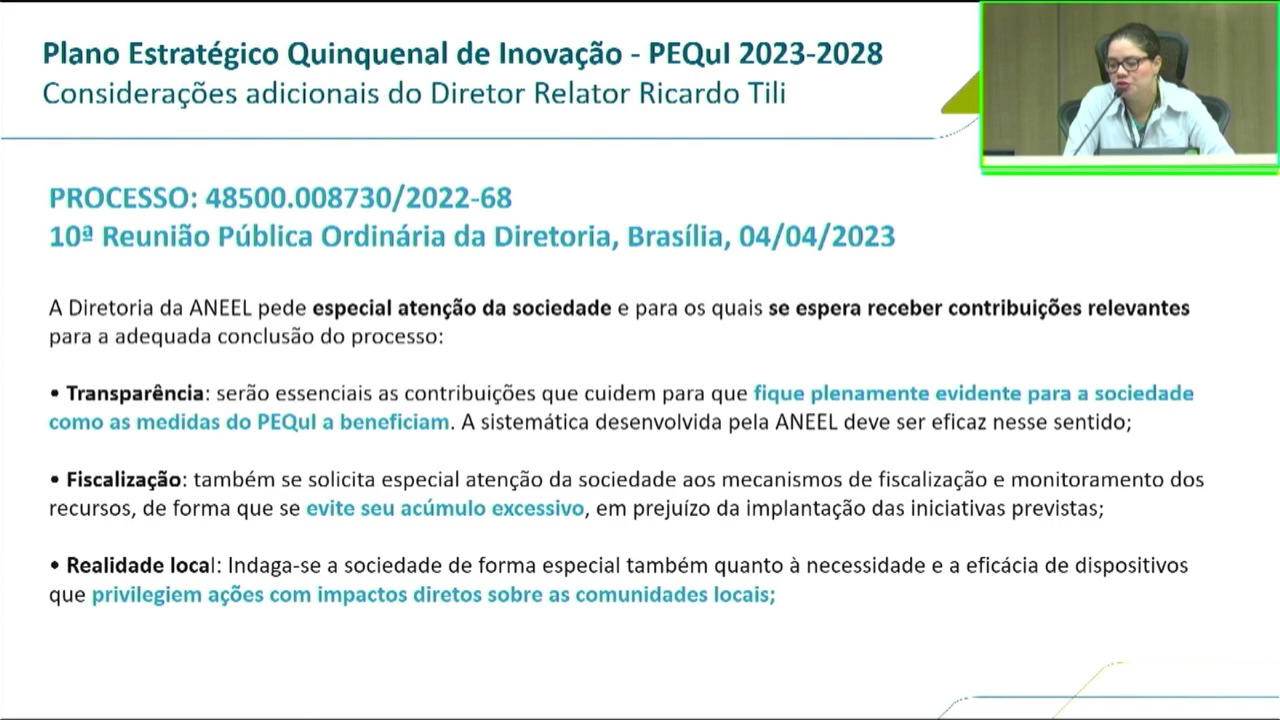 Plano Estratégico Quinquenal de Inovação - PEQuI 2023-2028
Considerações adicionais do Diretor Relator Ricardo Tili
PROCESSO: 48500.008730/2022-68
10ª Reunião Pública Ordinária da Diretoria, Brasília, 04/04/2023
A Diretoria da ANEEL pede especial atenção da sociedade e para os quais se espera receber contribuições relevantes
para a adequada conclusão do processo:
• Transparência: serão essenciais as contribuições que cuidem para que fique plenamente evidente para a sociedade
como as medidas do PEQuI a beneficiam. A sistemática desenvolvida pela ANEEL deve ser eficaz nesse sentido;
• Fiscalização: também se solicita especial atenção da sociedade aos mecanismos de fiscalização e monitoramento dos
recursos, de forma que se evite seu acúmulo excessivo, em prejuízo da implantação das iniciativas previstas;
• Realidade local: Indaga-se a sociedade de forma especial também quanto à necessidade e a eficácia de dispositivos
que privilegiem ações com impactos diretos sobre as comunidades locais;